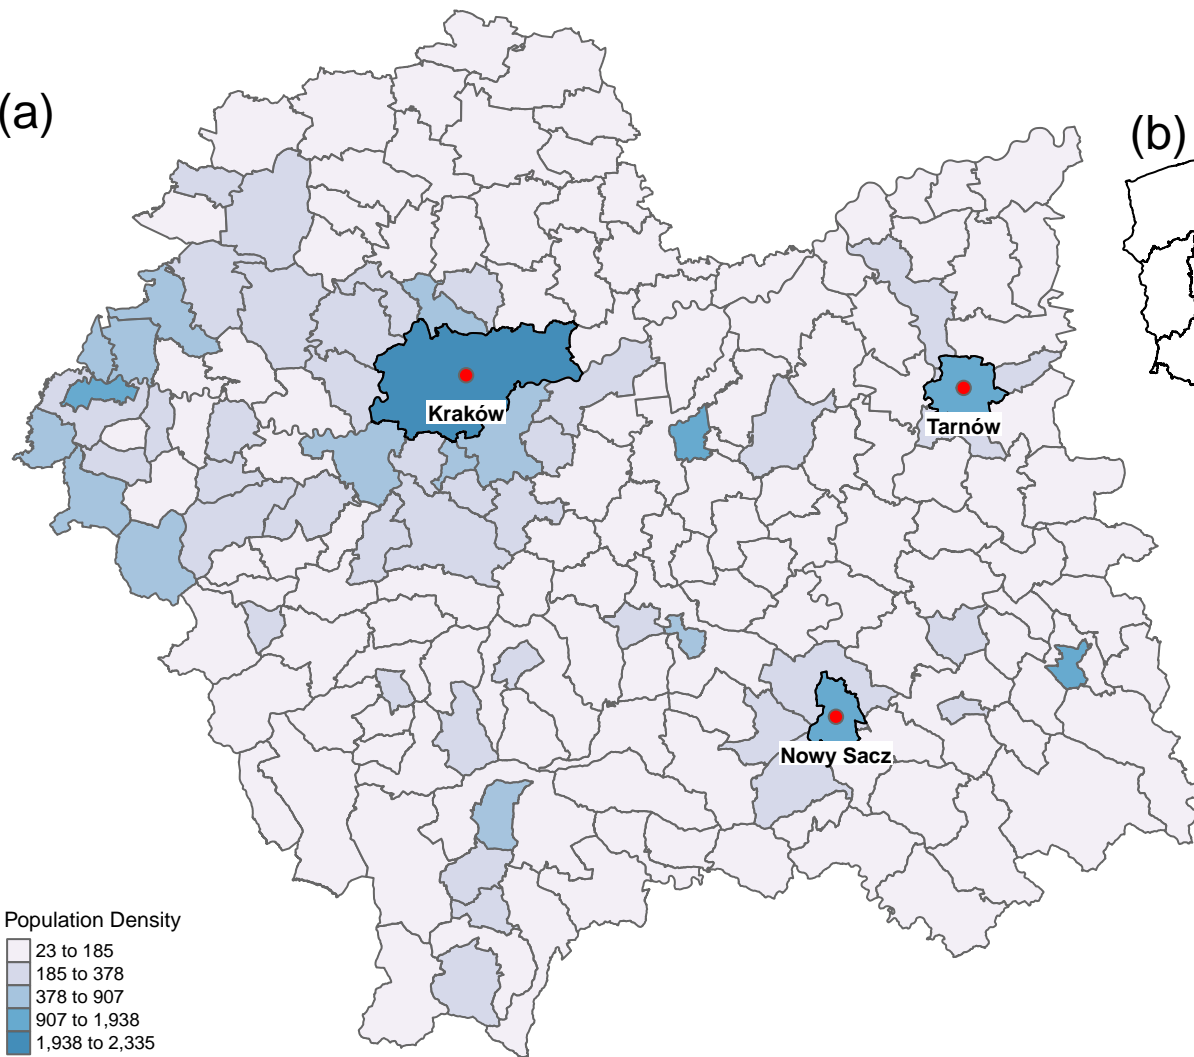 (a)
(b)
Kraków
Tarnów
Nowy Sacz
Population Density
23 to 185
185 to 378
378 to 907
907 to 1,938
1,938 to 2,335